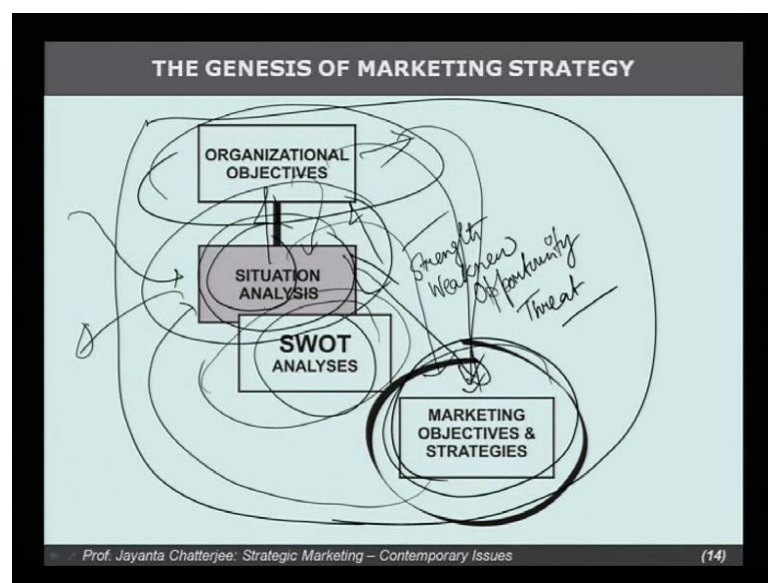 THE GENESIS OF MARKETING STRATEGY
ORGANIZATIONAL
OBJECTIVES
SITUATION
ANALYSIS
SWOT
ANALYSES
Strength
Weakness
Opportunity
Threat
MARKETING
OBJECTIVES &
STRATEGIES
Prof. Jayanta Chatterjee: Strategic Marketing – Contemporary Issues (14)